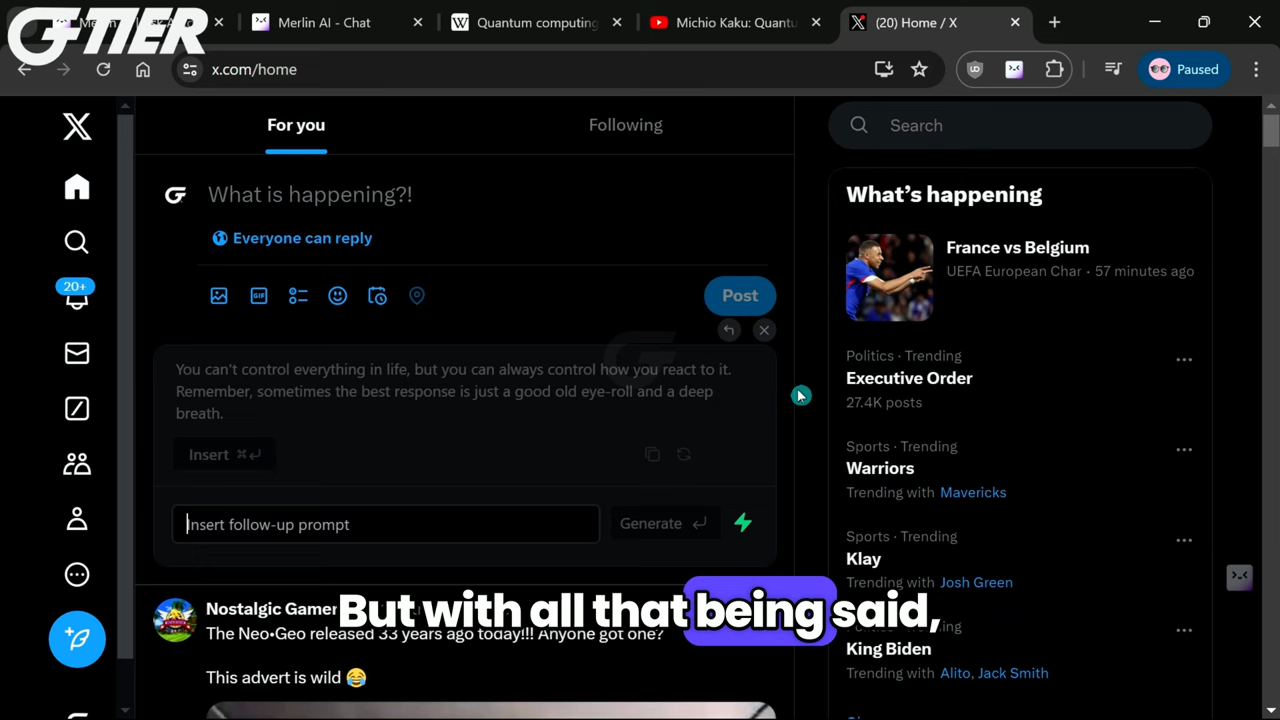 GFTIER
Merlin AI - Chat
Quantum computing
Michio Kaku: Quantu
(20) Home / X
x.com/home
Paused
For you
Following
Search
What is happening?!
Everyone can reply
GIF
Post
20+
You can't control everything in life, but you can always control how you react to it.
Remember, sometimes the best response is just a good old eye-roll and a deep
breath.
Insert ⌘↵
Insert follow-up prompt
Generate ↵
What's happening
France vs Belgium
UEFA European Char · 57 minutes ago
Politics · Trending
Executive Order
27.4K posts
Sports · Trending
Warriors
Trending with Mavericks
Sports · Trending
Klay
Trending with Josh Green
· Trending
King Biden
Trending with Alito, Jack Smith
Nostalgic Gamer
The Neo•Geo released 33 years ago today!!! Anyone got one?
This advert is wild 😂
But with all that being said,